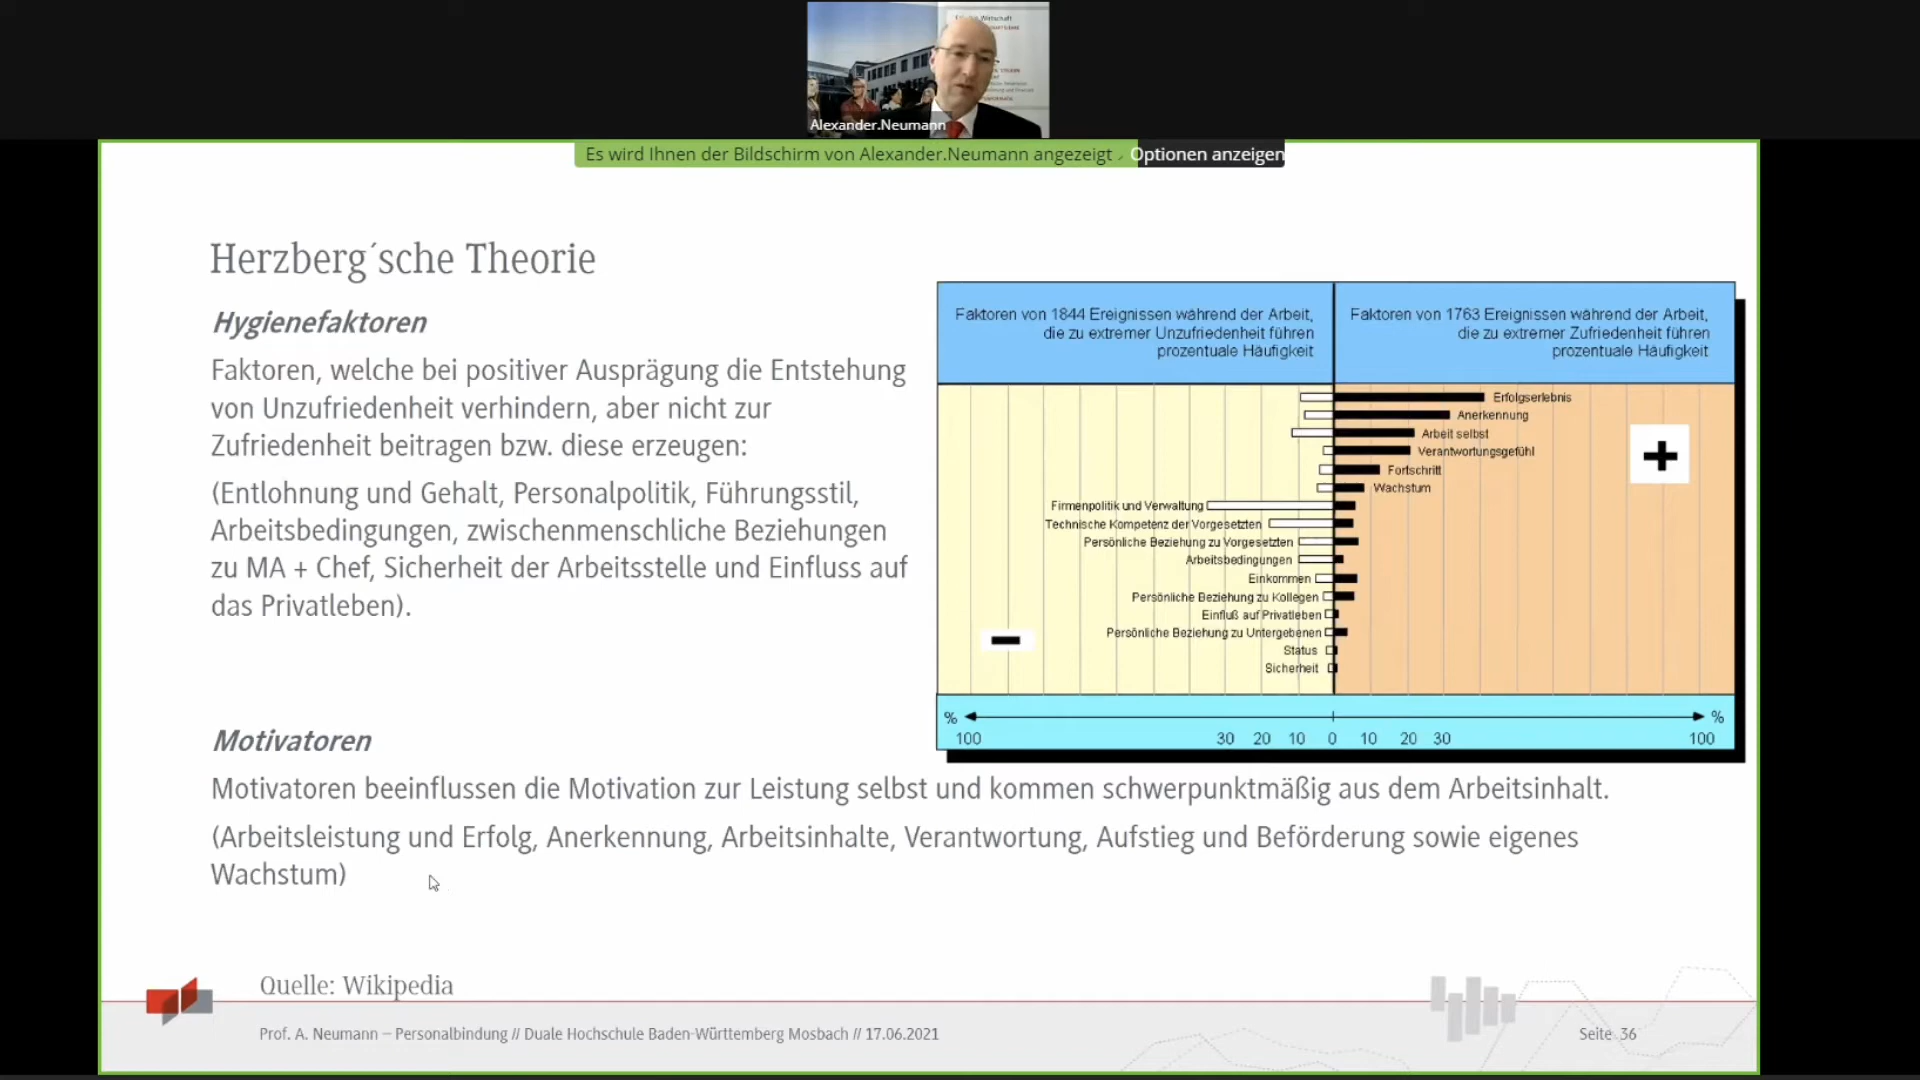 Wirtschaft
Alexander.Neumann
Es wird Ihnen der Bildschirm von Alexander.Neumann angezeigt
Optionen anzeigen
Herzberg´sche Theorie
Hygienefaktoren
Faktoren, welche bei positiver Ausprägung die Entstehung
von Unzufriedenheit verhindern, aber nicht zur
Zufriedenheit beitragen bzw. diese erzeugen:
(Entlohnung und Gehalt, Personalpolitik, Führungsstil,
Arbeitsbedingungen, zwischenmenschliche Beziehungen
zu MA + Chef, Sicherheit der Arbeitsstelle und Einfluss auf
das Privatleben).
Faktoren von 1844 Ereignissen während der Arbeit,
die zu extremer Unzufriedenheit führen
prozentuale Häufigkeit
Faktoren von 1763 Ereignissen während der Arbeit,
die zu extremer Zufriedenheit führen
prozentuale Häufigkeit
Erfolgserlebnis
Anerkennung
Arbeit selbst
Verantwortungsgefühl
Fortschritt
Wachstum
Firmenpolitik und Verwaltung
Technische Kompetenz der Vorgesetzten
Persönliche Beziehung zu Vorgesetzten
Arbeitsbedingungen
Einkommen
Persönliche Beziehung zu Kollegen
Einfluß auf Privatleben
Persönliche Beziehung zu Untergebenen
Status
Sicherheit
+
−
% %
100 30 20 10 0 10 20 30 100
Motivatoren
Motivatoren beeinflussen die Motivation zur Leistung selbst und kommen schwerpunktmäßig aus dem Arbeitsinhalt.
(Arbeitsleistung und Erfolg, Anerkennung, Arbeitsinhalte, Verantwortung, Aufstieg und Beförderung sowie eigenes
Wachstum)
Quelle: Wikipedia
Prof. A. Neumann – Personalbindung // Duale Hochschule Baden-Württemberg Mosbach // 17.06.2021
Seite 36